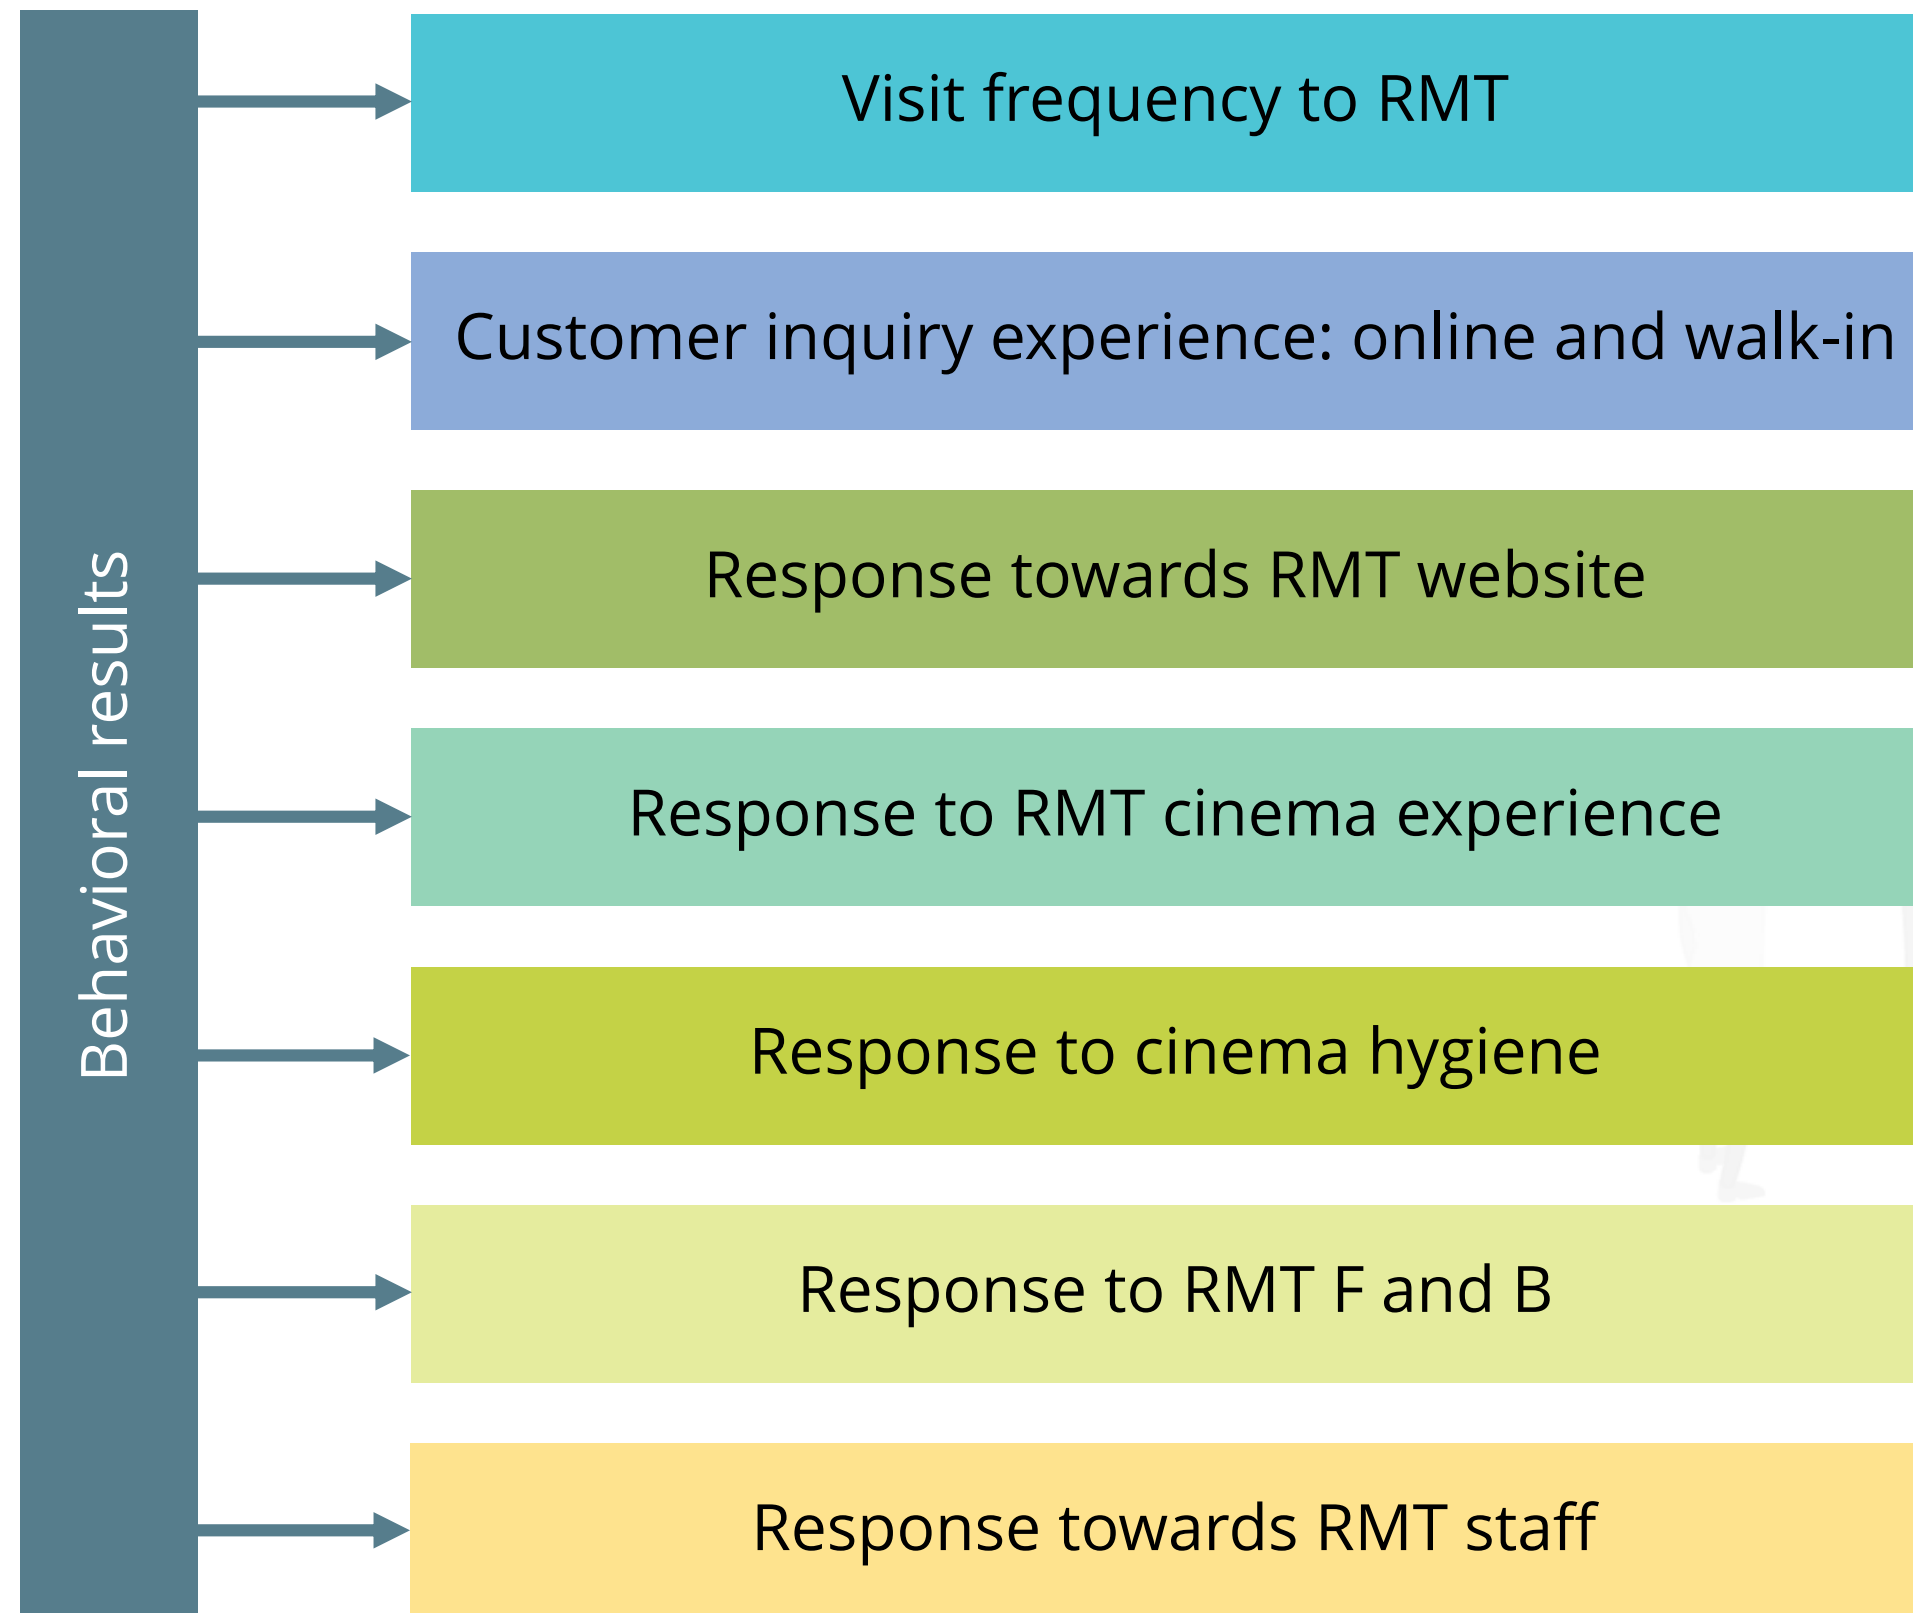 Behavioral results
Visit frequency to RMT
Customer inquiry experience: online and walk-in
Response towards RMT website
Response to RMT cinema experience
Response to cinema hygiene
Response to RMT F and B
Response towards RMT staff